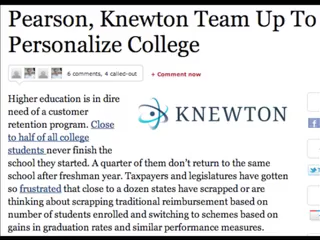 Pearson, Knewton Team Up To
Personalize College
6 comments, 4 called-out
+ Comment now
Higher education is in dire
need of a customer
retention program. Close
to half of all college
students never finish the
KNEWTON
school they started. A quarter of them don't return to the same
school after freshman year. Taxpayers and legislatures have gotten
so frustrated that close to a dozen states have scrapped or are
thinking about scrapping traditional reimbursement based on
number of students enrolled and switching to schemes based on
gains in graduation rates and similar performance measures.